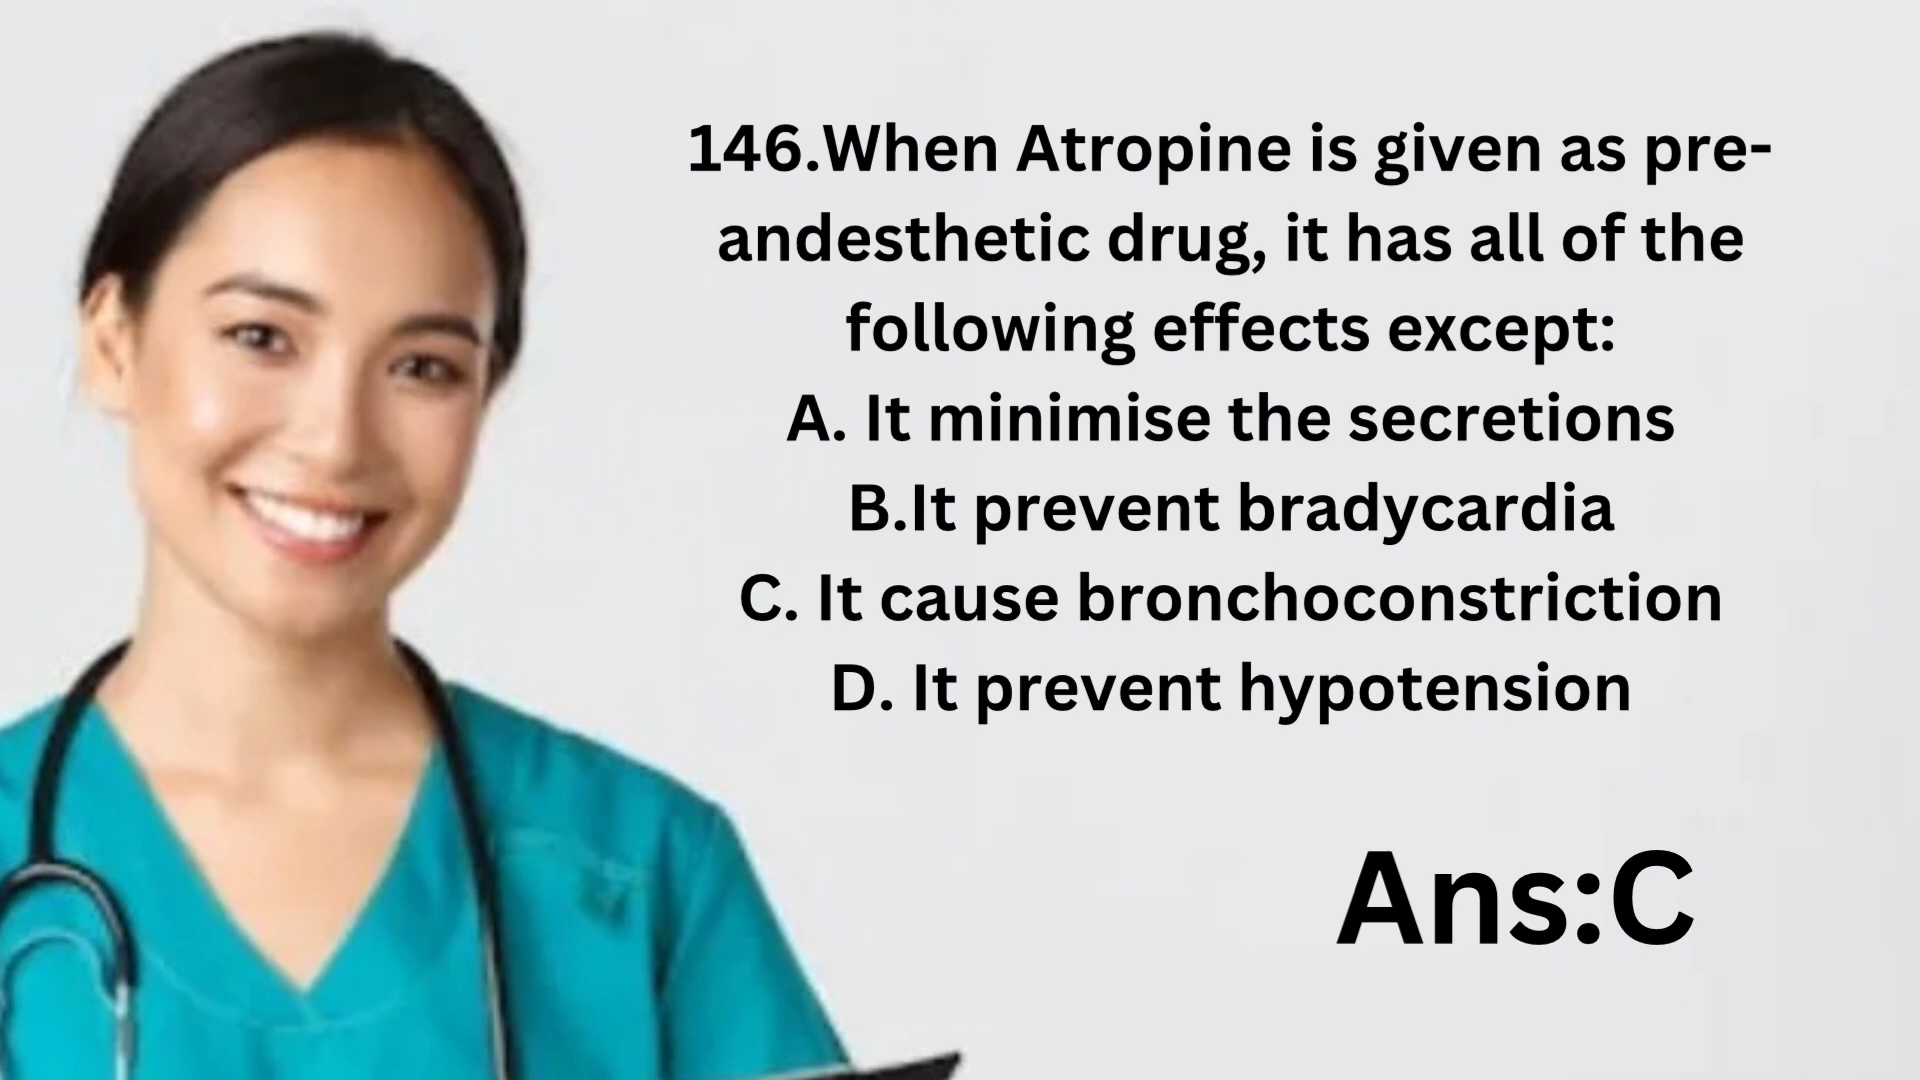 146.When Atropine is given as pre-
andesthetic drug, it has all of the
following effects except:
A. It minimise the secretions
B.It prevent bradycardia
C. It cause bronchoconstriction
D. It prevent hypotension
Ans:C